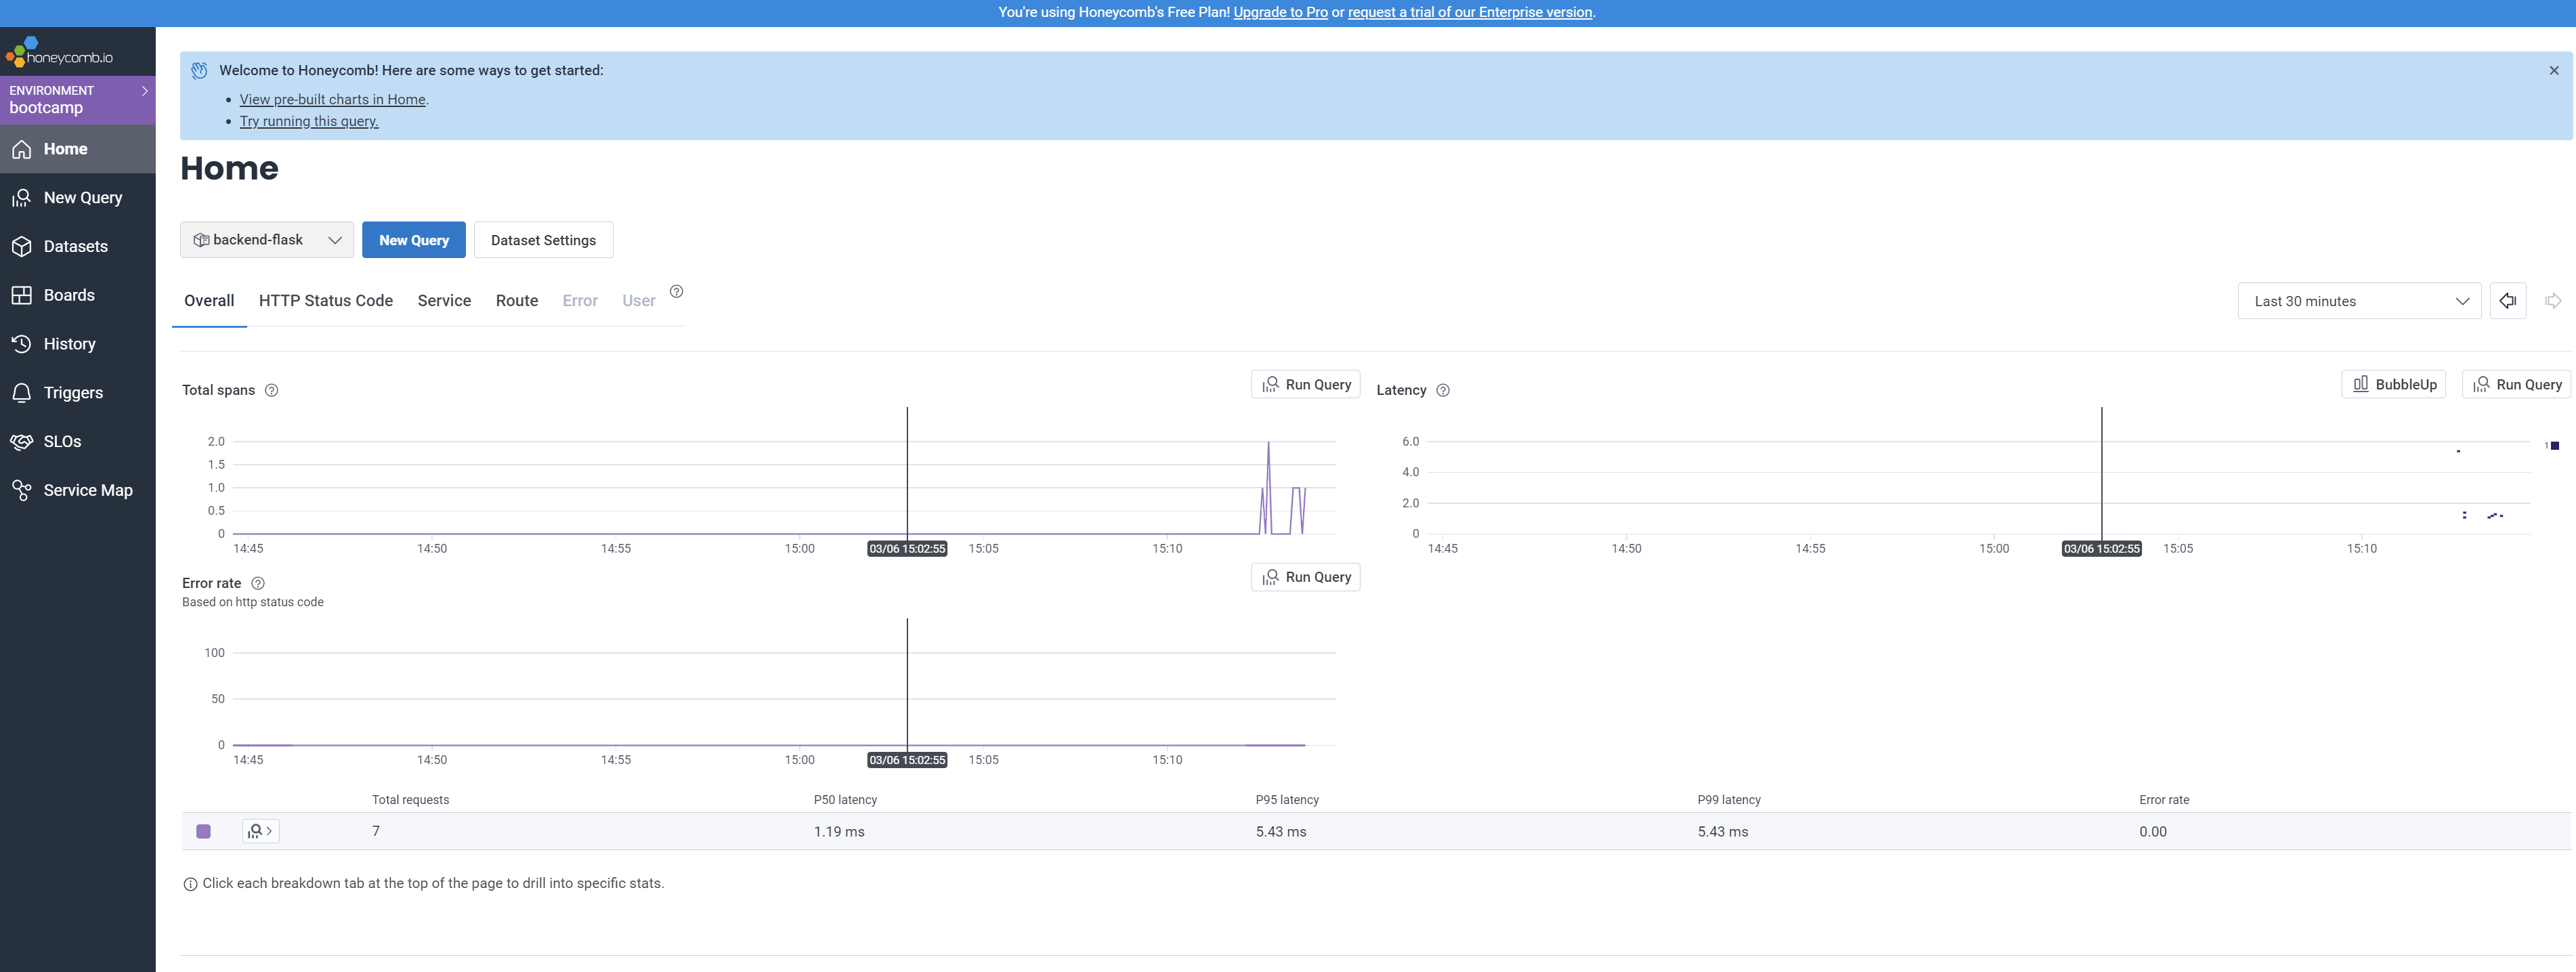 You're using Honeycomb's Free Plan! Upgrade to Pro or request a trial of our Enterprise version.
honeycomb.io
ENVIRONMENT
bootcamp
Home
New Query
Datasets
Boards
History
Triggers
SLOs
Service Map
Welcome to Honeycomb! Here are some ways to get started:
• View pre-built charts in Home.
• Try running this query.
Home
backend-flask
New Query
Dataset Settings
Overall HTTP Status Code Service Route Error User
Last 30 minutes
Total spans
Run Query
2.0
1.5
1.0
0.5
0
14:45 14:50 14:55 15:00 03/06 15:02:55 15:05 15:10
Latency
BubbleUp
Run Query
6.0
4.0
2.0
0
1
14:45 14:50 14:55 15:00 03/06 15:02:55 15:05 15:10
Error rate
Run Query
Based on http status code
100
50
0
14:45 14:50 14:55 15:00 03/06 15:02:55 15:05 15:10
Total requests P50 latency P95 latency P99 latency Error rate
7 1.19 ms 5.43 ms 5.43 ms 0.00
Click each breakdown tab at the top of the page to drill into specific stats.